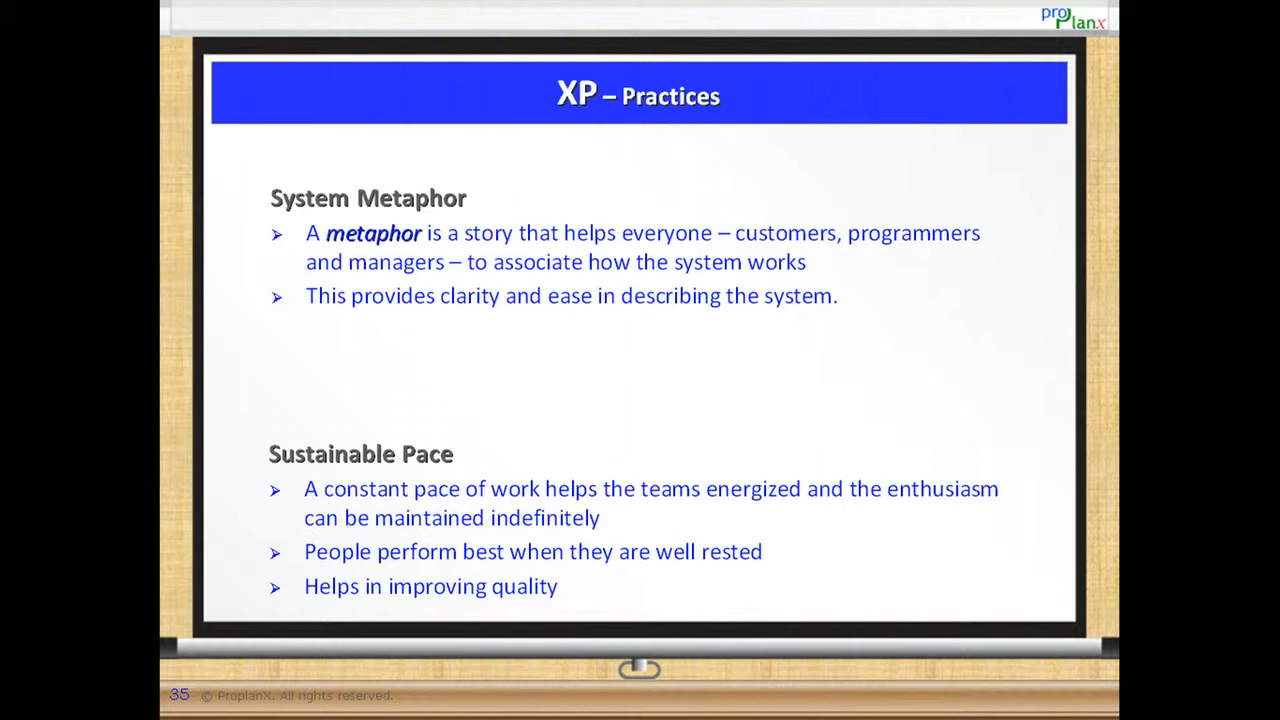 pro
Planx
XP – Practices
System Metaphor
➢ A metaphor is a story that helps everyone – customers, programmers
and managers – to associate how the system works
➢ This provides clarity and ease in describing the system.
Sustainable Pace
➢ A constant pace of work helps the teams energized and the enthusiasm
can be maintained indefinitely
➢ People perform best when they are well rested
➢ Helps in improving quality
35 © ProplanX. All rights reserved.